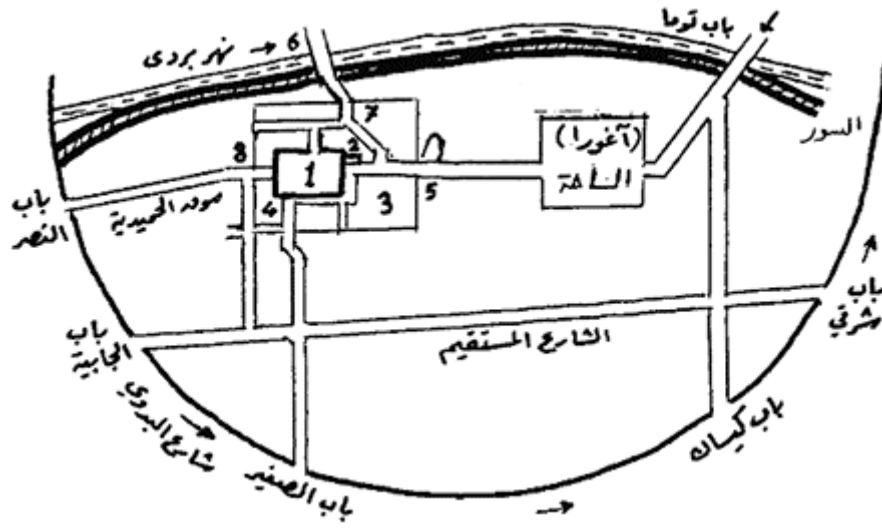 باب توما
6
نهر بردى →
7
(آغورا)
الساحة
السور
8
2
1
5
3
4
باب
النصر
سوق الحميدية
باب
شرقي
باب
الجابية
الشارع المستقيم
شارع البدوي
باب الصغير
باب كيسان